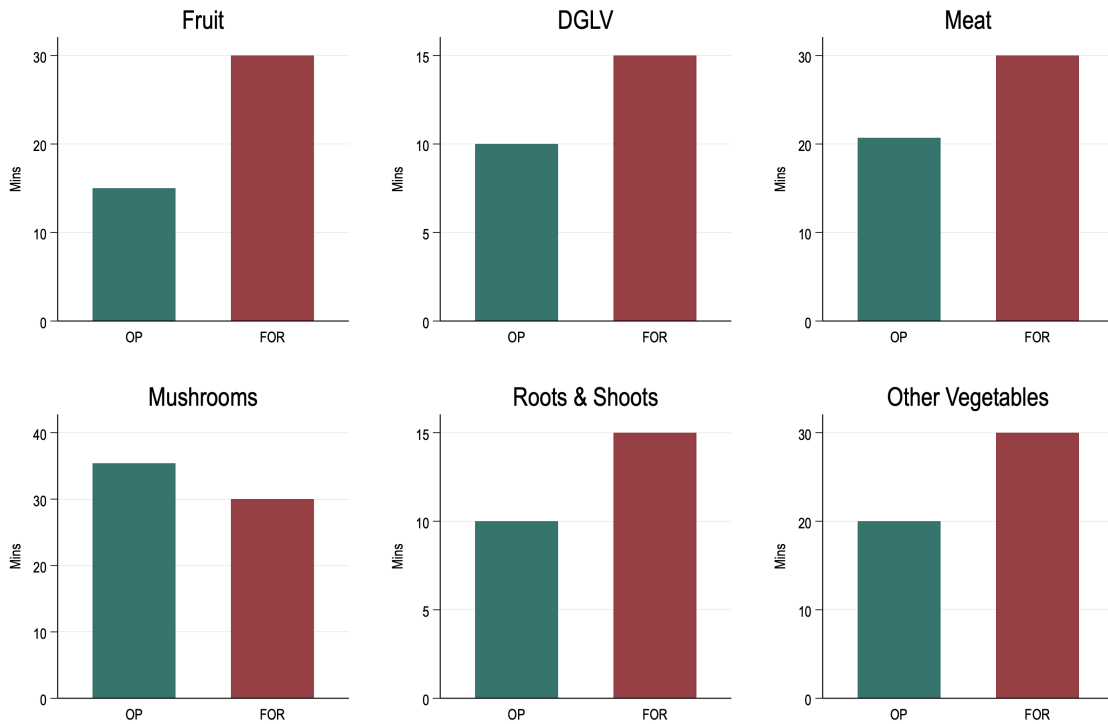 Fruit
DGLV
Meat
Mins
30
20
10
0
OP
FOR
Mins
15
10
5
0
OP
FOR
Mins
30
20
10
0
OP
FOR
Mushrooms
Roots & Shoots
Other Vegetables
Mins
40
30
20
10
0
OP
FOR
Mins
15
10
5
0
OP
FOR
Mins
30
20
10
0
OP
FOR